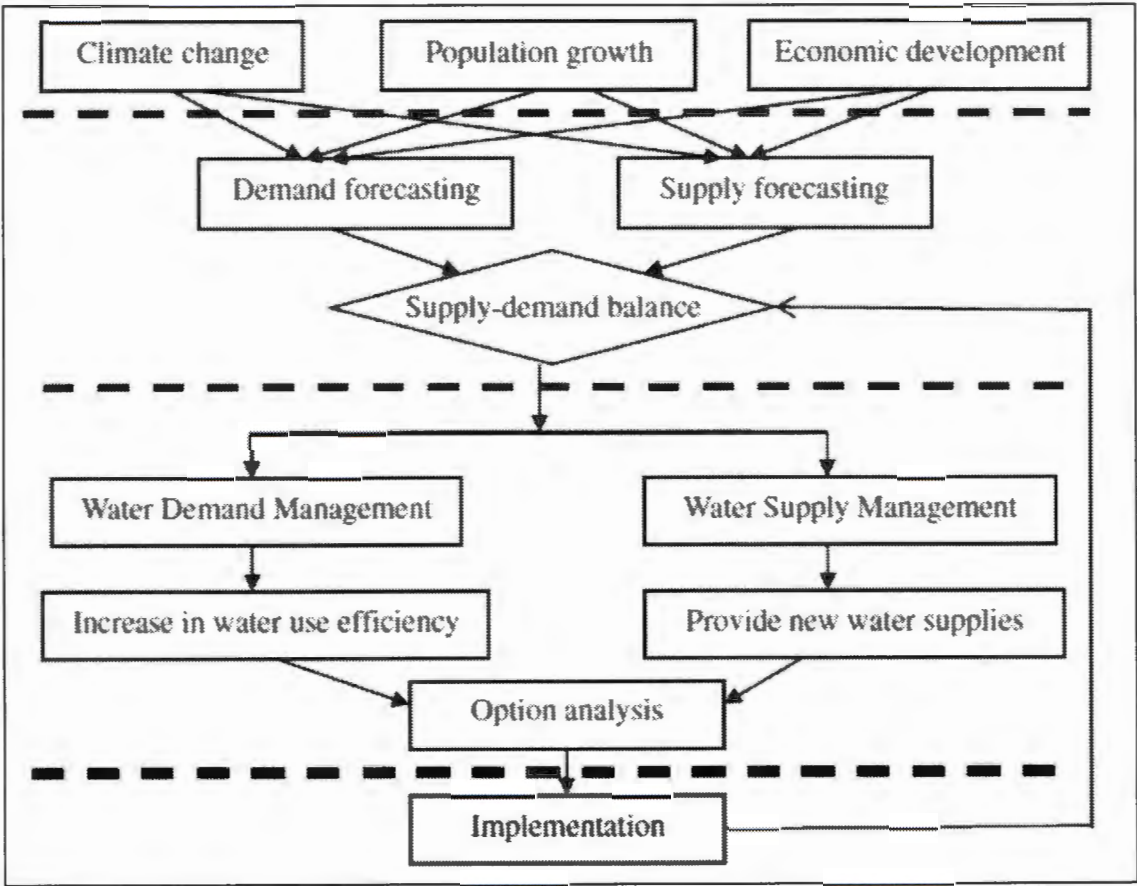 Climate change
Population growth
Economic development
Demand forecasting
Supply forecasting
Supply-demand balance
Water Demand Management
Water Supply Management
Increase in water use efficiency
Provide new water supplies
Option analysis
Implementation